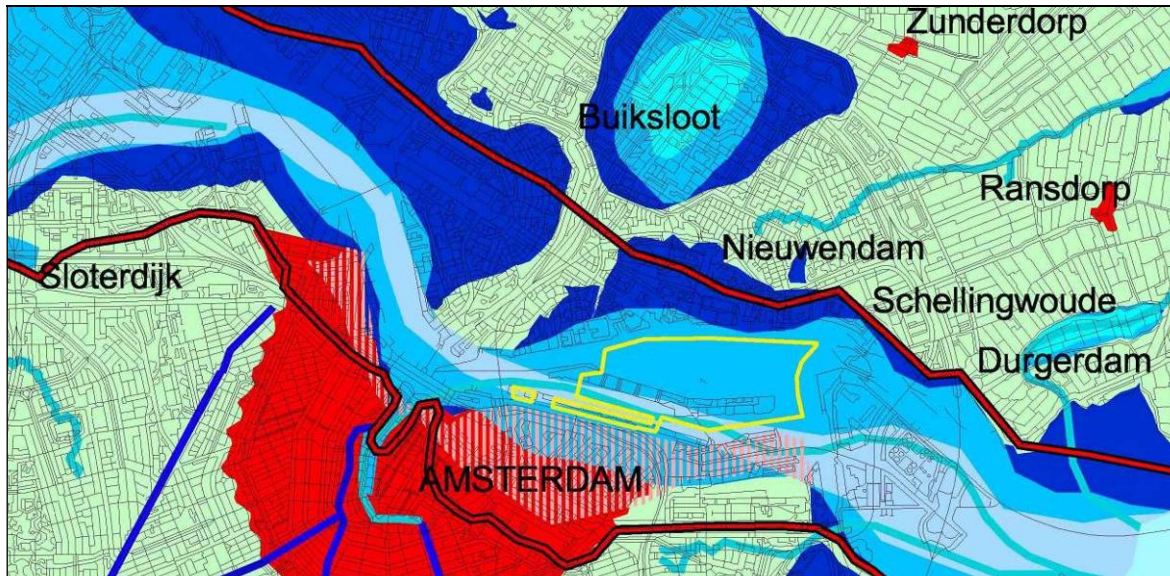 Zunderdorp
Buiksloot
Ransdorp
Nieuwendam
Sloterdijk
Schellingwoude
Durgerdam
AMSTERDAM